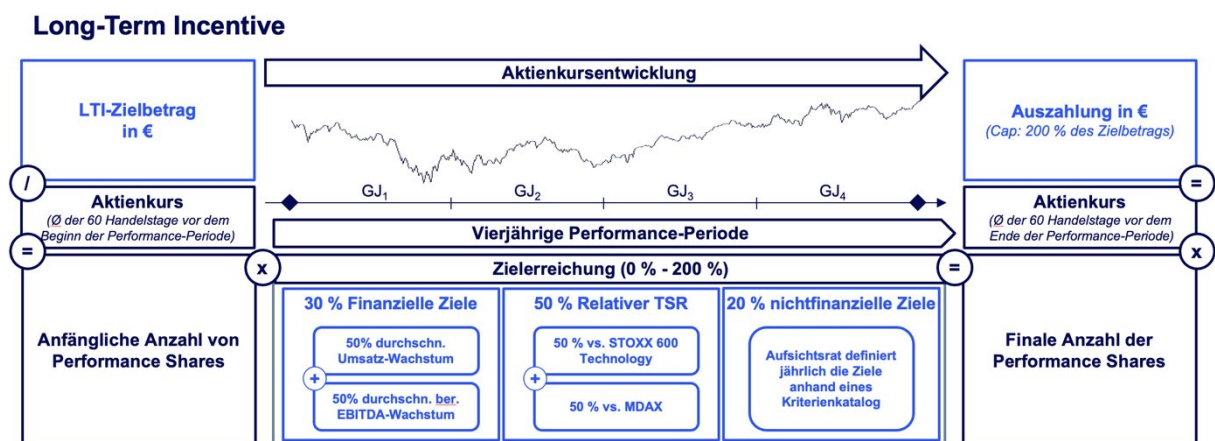 Long-Term Incentive
LTI-Zielbetrag
in €
/
Aktienkurs
(Ø der 60 Handelstage vor dem
Beginn der Performance-Periode)
=
Anfängliche Anzahl von
Performance Shares
Aktienkursentwicklung
GJ1
GJ2
GJ3
GJ4
Vierjährige Performance-Periode
x
Zielerreichung (0 % - 200 %)
=
30 % Finanzielle Ziele
50% durchschn.
Umsatz-Wachstum
+
50% durchschn. ber.
EBITDA-Wachstum
50 % Relativer TSR
50 % vs. STOXX 600
Technology
+
50 % vs. MDAX
20 % nichtfinanzielle Ziele
Aufsichtsrat definiert
jährlich die Ziele
anhand eines
Kriterienkatalog
Auszahlung in €
(Cap: 200 % des Zielbetrags)
=
Aktienkurs
(Ø der 60 Handelstage vor dem
Ende der Performance-Periode)
x
Finale Anzahl der
Performance Shares